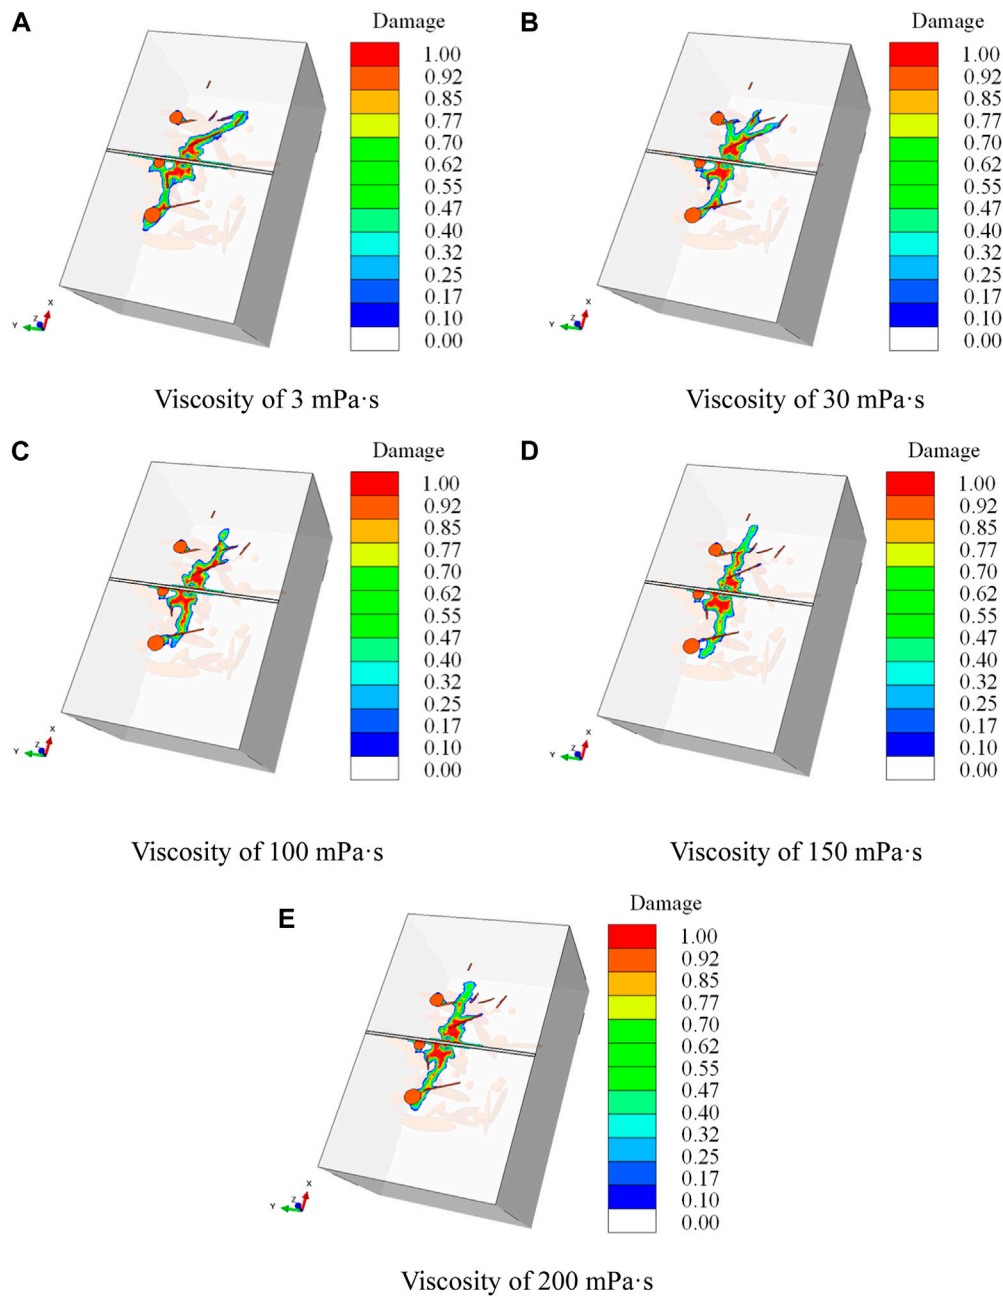 A
Damage
1.00
0.92
0.85
0.77
0.70
0.62
0.55
0.47
0.40
0.32
0.25
0.17
0.10
0.00
X
Y
Z
Viscosity of 3 mPa·s
B
Damage
1.00
0.92
0.85
0.77
0.70
0.62
0.55
0.47
0.40
0.32
0.25
0.17
0.10
0.00
X
Y
Z
Viscosity of 30 mPa·s
C
Damage
1.00
0.92
0.85
0.77
0.70
0.62
0.55
0.47
0.40
0.32
0.25
0.17
0.10
0.00
X
Y
Z
Viscosity of 100 mPa·s
D
Damage
1.00
0.92
0.85
0.77
0.70
0.62
0.55
0.47
0.40
0.32
0.25
0.17
0.10
0.00
X
Y
Z
Viscosity of 150 mPa·s
E
Damage
1.00
0.92
0.85
0.77
0.70
0.62
0.55
0.47
0.40
0.32
0.25
0.17
0.10
0.00
X
Y
Z
Viscosity of 200 mPa·s